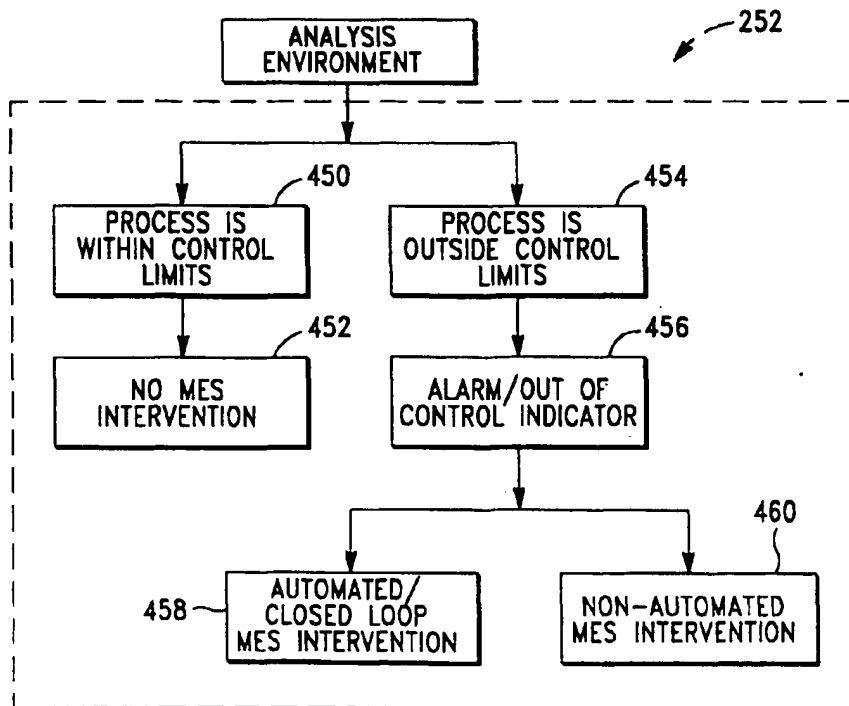 ANALYSIS
ENVIRONMENT
252
450
454
PROCESS IS
WITHIN CONTROL
LIMITS
PROCESS IS
OUTSIDE CONTROL
LIMITS
452
456
NO MES
INTERVENTION
ALARM/OUT OF
CONTROL INDICATOR
460
458
AUTOMATED/
CLOSED LOOP
MES INTERVENTION
NON-AUTOMATED
MES INTERVENTION